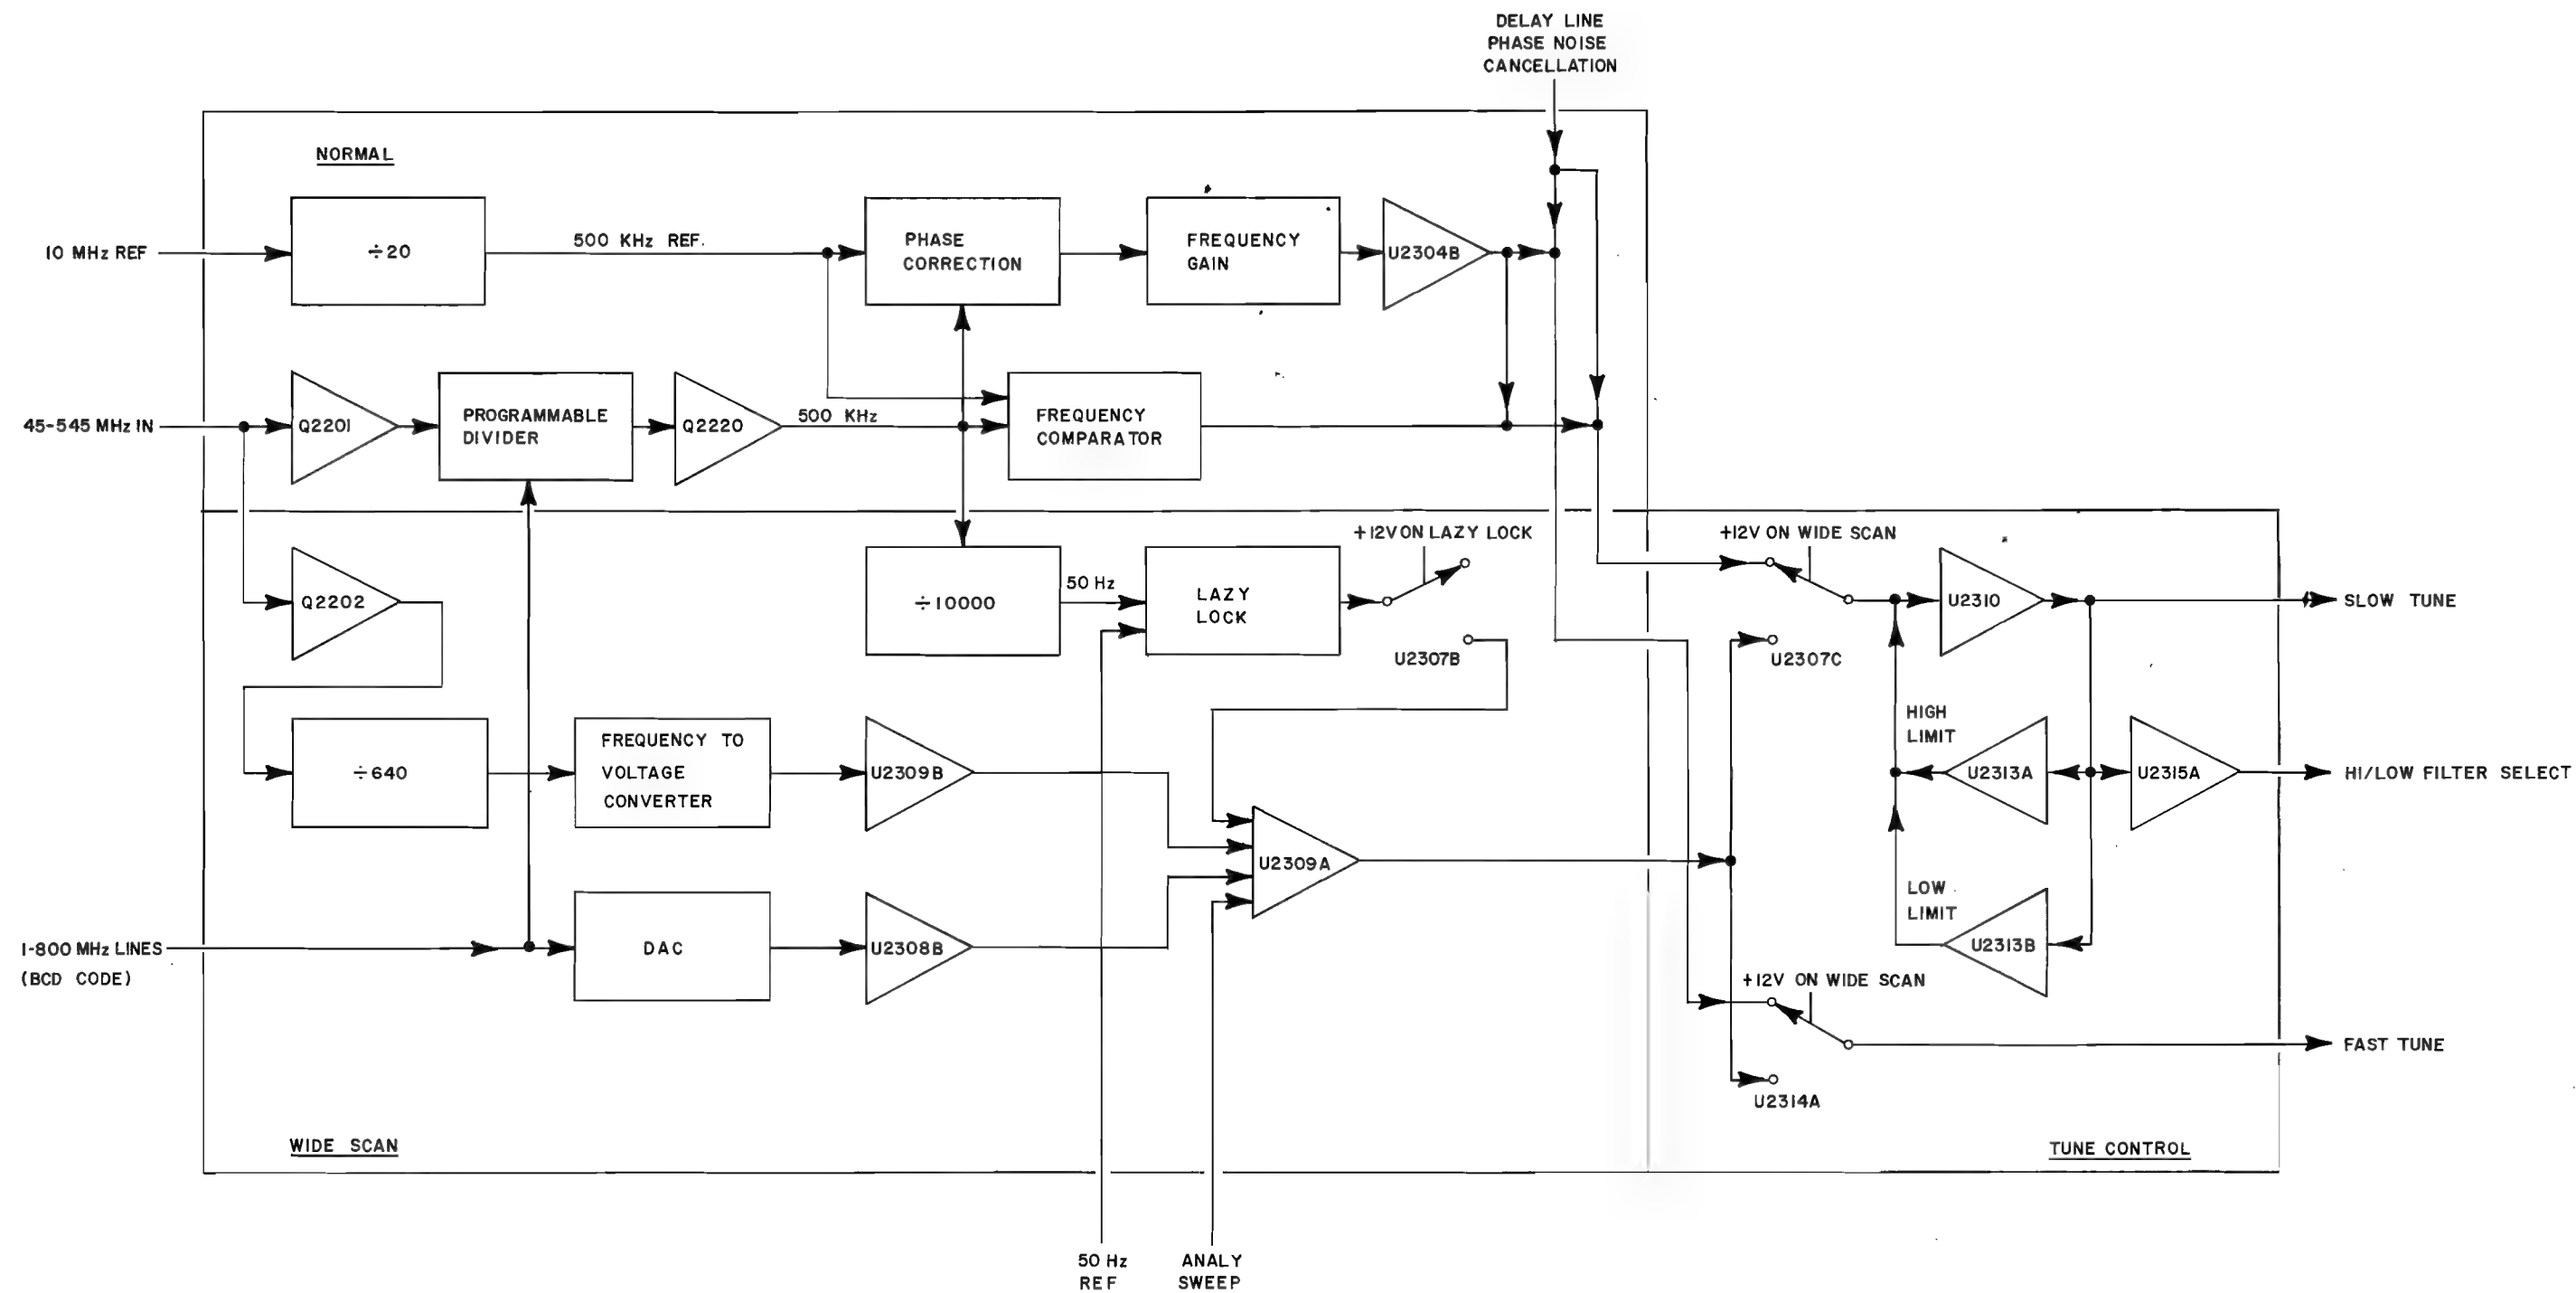 DELAY LINE
PHASE NOISE
CANCELLATION
NORMAL
10 MHz REF
÷20
500 KHz REF.
PHASE
CORRECTION
FREQUENCY
GAIN
U2304B
45-545 MHz IN
Q2201
PROGRAMMABLE
DIVIDER
Q2220
500 KHz
FREQUENCY
COMPARATOR
Q2202
÷10000
50 Hz
LAZY
LOCK
+12V ON LAZY LOCK
U2307B
+12V ON WIDE SCAN
U2307C
U2310
SLOW TUNE
HIGH
LIMIT
U2313A
U2315A
HI/LOW FILTER SELECT
÷640
FREQUENCY TO
VOLTAGE
CONVERTER
U2309B
U2309A
LOW
LIMIT
U2313B
1-800 MHz LINES
(BCD CODE)
DAC
U2308B
+12V ON WIDE SCAN
FAST TUNE
U2314A
WIDE SCAN
TUNE CONTROL
50 Hz
REF
ANALY
SWEEP